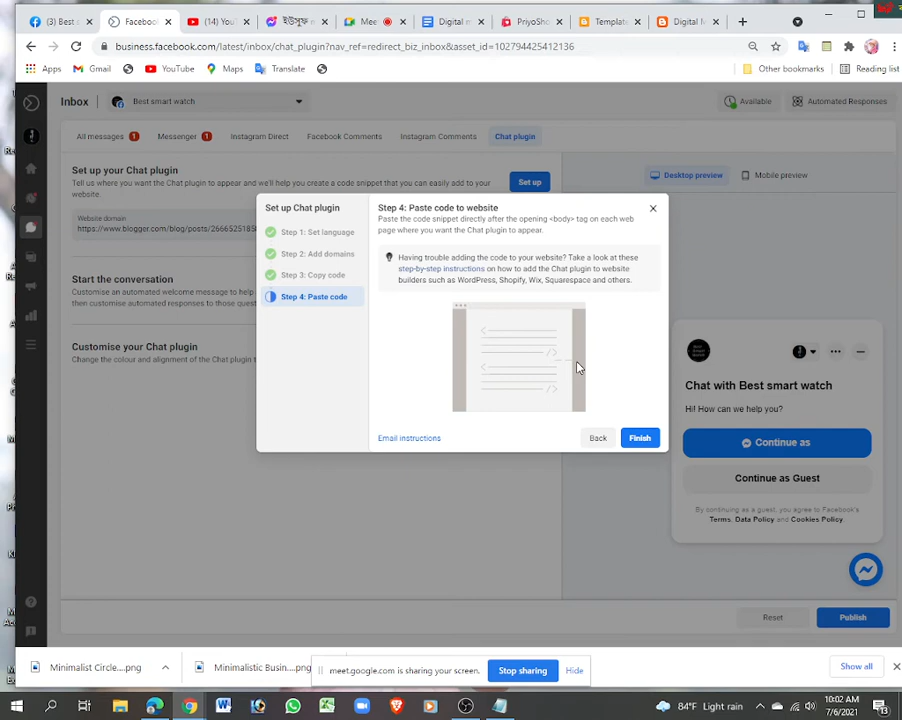 (3) Best
Facebook
(14) YouT
ইউসুফ
Mee
Digital m
PriyoSho
Template
Digital M
business.facebook.com/latest/inbox/chat_plugin?nav_ref=redirect_biz_inbox&asset_id=102794425412136
Apps
Gmail
YouTube
Maps
Translate
Other bookmarks
Reading list
Inbox
Best smart watch
Available
Automated Responses
All messages 1
Messenger 1
Instagram Direct
Facebook Comments
Instagram Comments
Chat plugin
Set up your Chat plugin
Tell us where you want the Chat plugin to appear and we'll help you create a code snippet that you can easily add to your
website.
Set up
Website domain
https://www.blogger.com/blog/posts/2666525185
Start the conversation
Customise an automated welcome message to help
then customise automated responses to those
Customise your Chat plugin
Change the colour and alignment of the Chat plugin
Desktop preview
Mobile preview
Set up Chat plugin
Step 1: Set language
Step 2: Add domains
Step 3: Copy code
Step 4: Paste code
Step 4: Paste code to website
Paste the code snippet directly after the opening <body> tag on each web
page where you want the Chat plugin to appear.
Having trouble adding the code to your website? Take a look at these
step-by-step instructions on how to add the Chat plugin to website
builders such as WordPress, Shopify, Wix, Squarespace and others.
Email instructions
Back
Finish
Chat with Best smart watch
Hi! How can we help you?
Continue as
Continue as Guest
By continuing as a guest, you agree to Facebook's
Terms, Data Policy and Cookies Policy.
Reset
Publish
Minimalist Circle....png
Minimalistic Busin....png
meet.google.com is sharing your screen.
Stop sharing
Hide
Show all
84°F Light rain
10:02 AM
7/6/2021